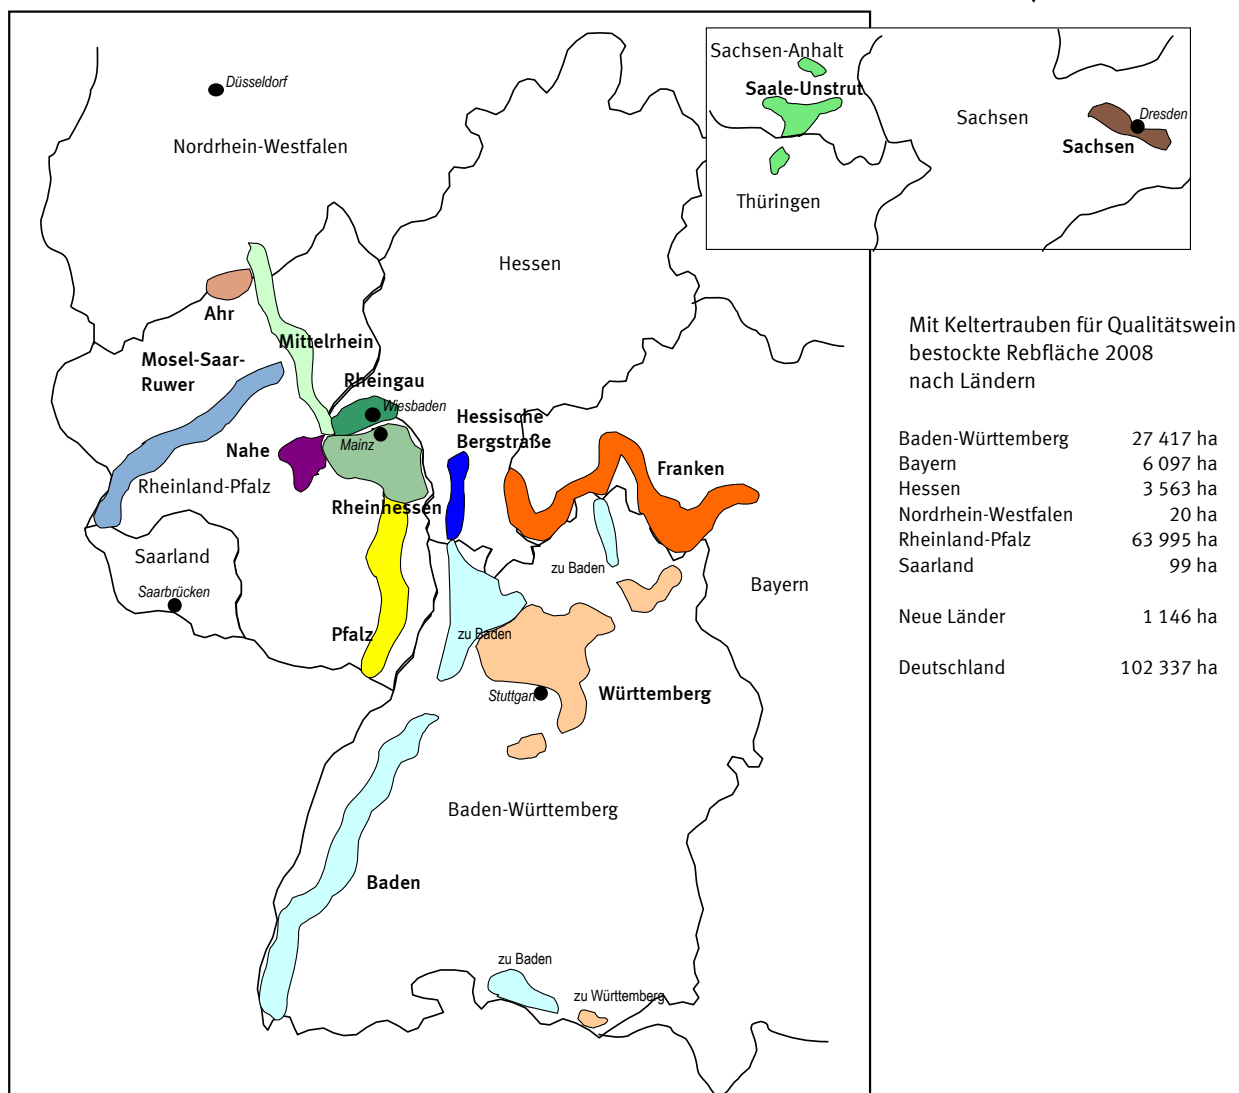 Düsseldorf
Nordrhein-Westfalen
Sachsen-Anhalt
Saale-Unstrut
Sachsen
Dresden
Sachsen
Thüringen
Hessen
Ahr
Mittelrhein
Mosel-Saar-
Ruwer
Rheingau
Wiesbaden
Hessische
Bergstraße
Mainz
Nahe
Franken
Rheinland-Pfalz
Rheinhessen
Saarland
zu Baden
Bayern
Saarbrücken
Pfalz
zu Baden
Stuttgart
Württemberg
Baden-Württemberg
Baden
zu Baden
zu Württemberg
Mit Keltertrauben für Qualitätswein
bestockte Rebfläche 2008
nach Ländern
Baden-Württemberg 27 417 ha
Bayern 6 097 ha
Hessen 3 563 ha
Nordrhein-Westfalen 20 ha
Rheinland-Pfalz 63 995 ha
Saarland 99 ha
Neue Länder 1 146 ha
Deutschland 102 337 ha